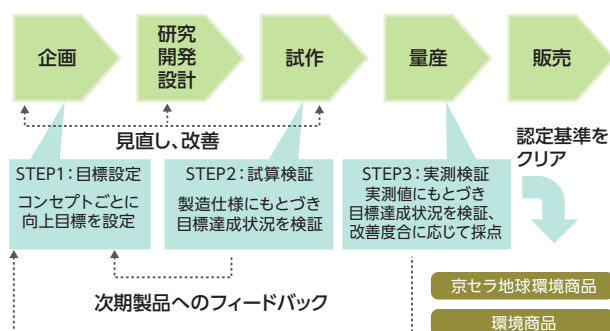 企画
研究
開発
設計
試作
量産
販売
見直し、改善
認定基準を
クリア
STEP1：目標設定
コンセプトごとに
向上目標を設定
STEP2：試算検証
製造仕様にもとづき
目標達成状況を検証
STEP3：実測検証
実測値にもとづき
目標達成状況を検証、
改善度合に応じて採点
次期製品へのフィードバック
京セラ地球環境商品
環境商品